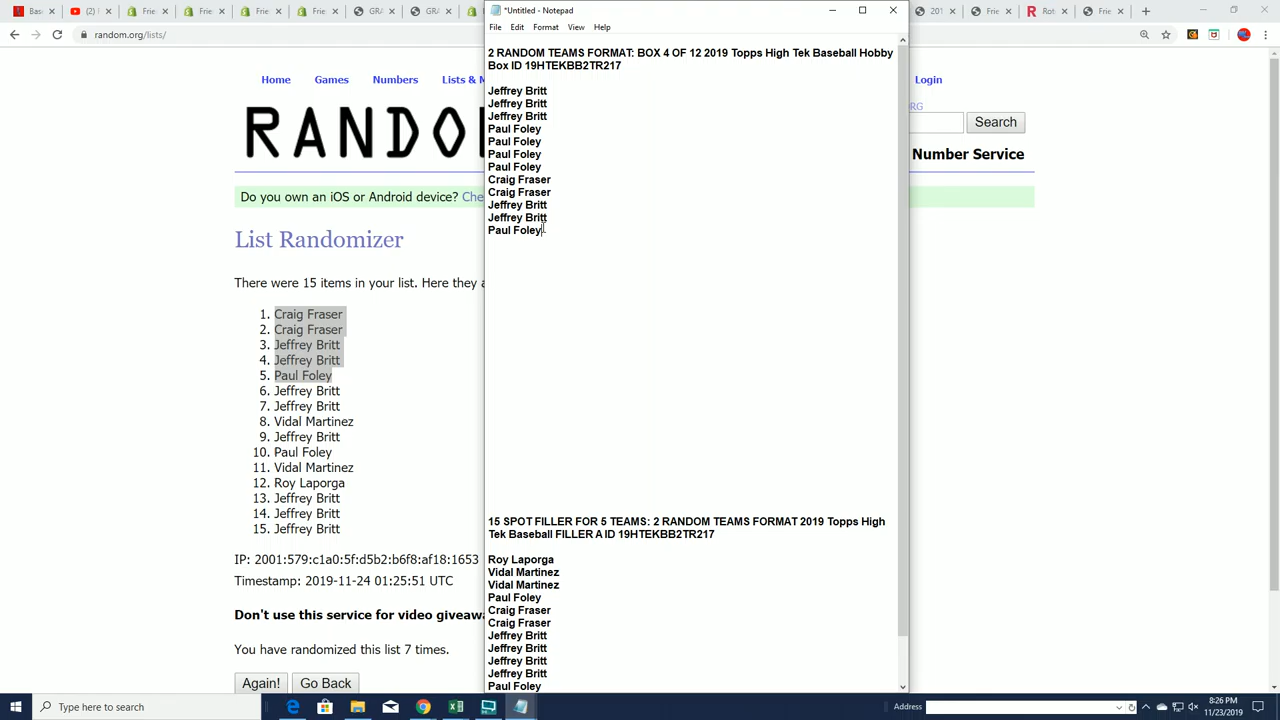 *Untitled - Notepad
File Edit Format View Help
random.org/lists/
Home Games Numbers Lists & M
Login
RANDO
RG
Search
Number Service
Do you own an iOS or Android device? Che
List Randomizer
There were 15 items in your list. Here they a
1. Craig Fraser
2. Craig Fraser
3. Jeffrey Britt
4. Jeffrey Britt
5. Paul Foley
6. Jeffrey Britt
7. Jeffrey Britt
8. Vidal Martinez
9. Jeffrey Britt
10. Paul Foley
11. Vidal Martinez
12. Roy Laporga
13. Jeffrey Britt
14. Jeffrey Britt
15. Jeffrey Britt
IP: 2001:579:c1a0:5f:d5b2:b6f8:af18:1653
Timestamp: 2019-11-24 01:25:51 UTC
Don't use this service for video giveawa
You have randomized this list 7 times.
Again! Go Back
2 RANDOM TEAMS FORMAT: BOX 4 OF 12 2019 Topps High Tek Baseball Hobby
Box ID 19HTEKBB2TR217
Jeffrey Britt
Jeffrey Britt
Jeffrey Britt
Paul Foley
Paul Foley
Paul Foley
Paul Foley
Craig Fraser
Craig Fraser
Jeffrey Britt
Jeffrey Britt
Paul Foley
15 SPOT FILLER FOR 5 TEAMS: 2 RANDOM TEAMS FORMAT 2019 Topps High
Tek Baseball FILLER A ID 19HTEKBB2TR217
Roy Laporga
Vidal Martinez
Vidal Martinez
Paul Foley
Craig Fraser
Craig Fraser
Jeffrey Britt
Jeffrey Britt
Jeffrey Britt
Jeffrey Britt
Paul Foley
Type here to search
Address
8:26 PM
11/23/2019